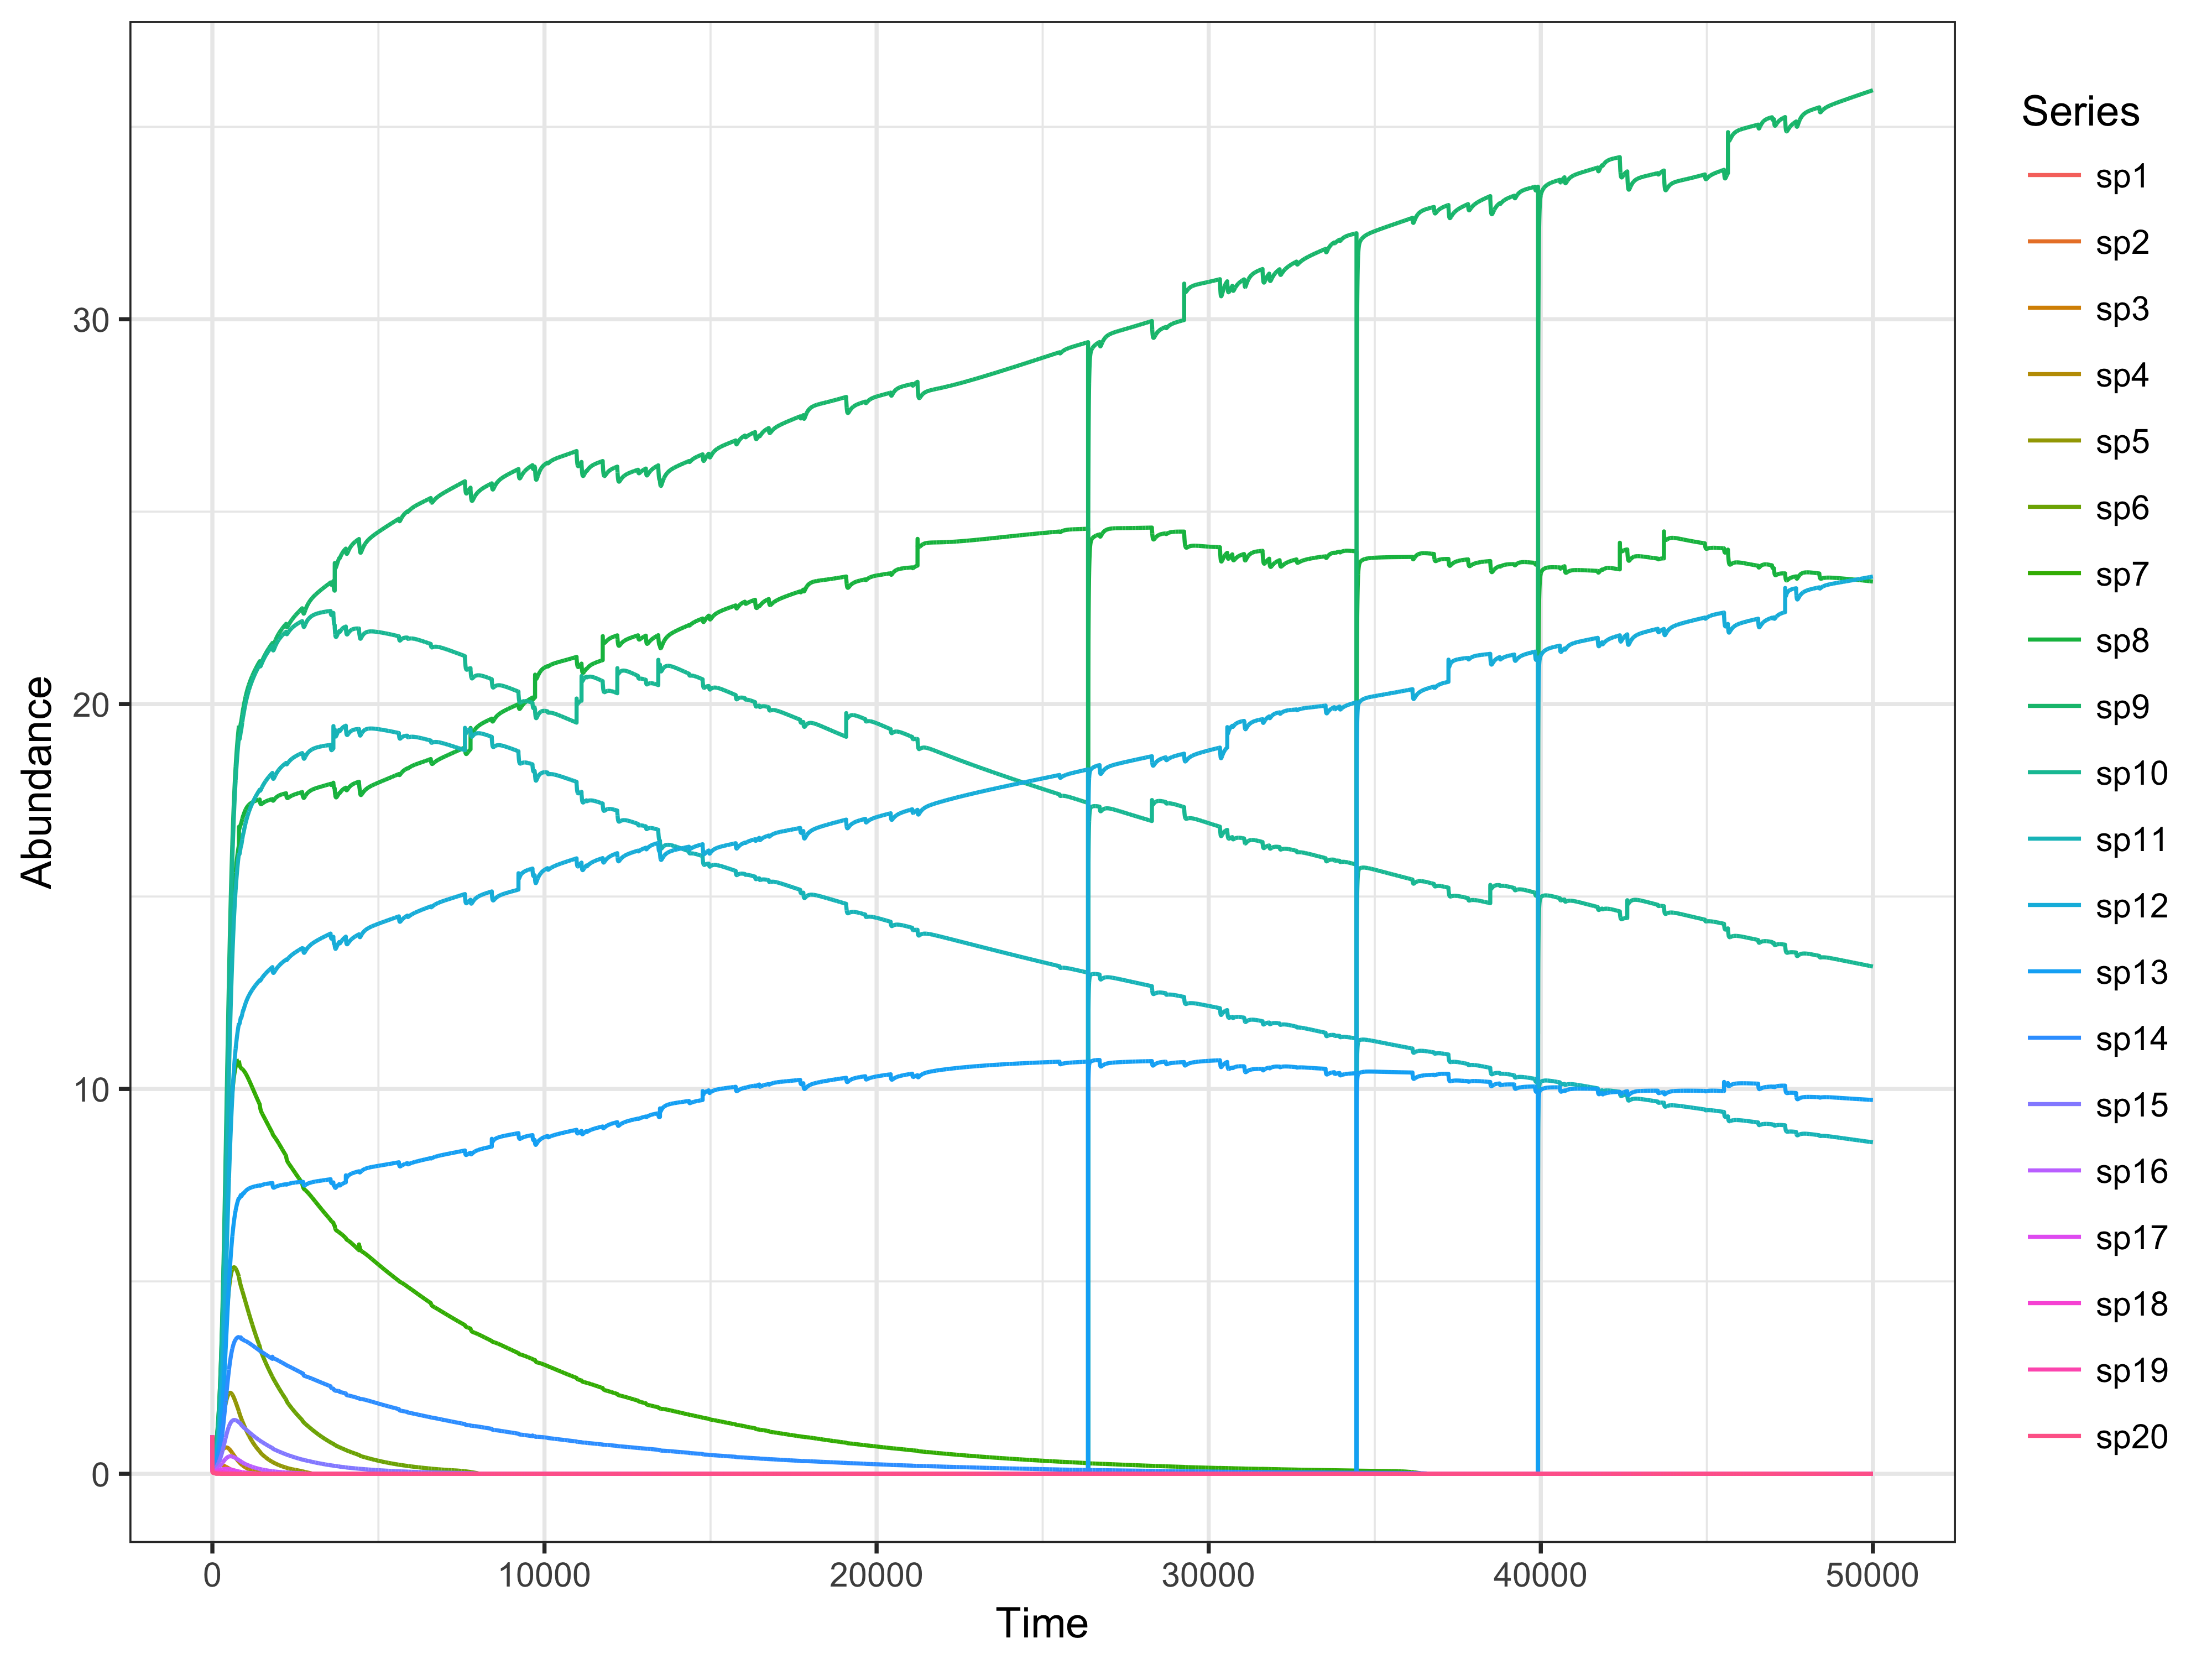 Abundance
30
20
10
0
0 10000 20000 30000 40000 50000
Time
Series
sp1
sp2
sp3
sp4
sp5
sp6
sp7
sp8
sp9
sp10
sp11
sp12
sp13
sp14
sp15
sp16
sp17
sp18
sp19
sp20